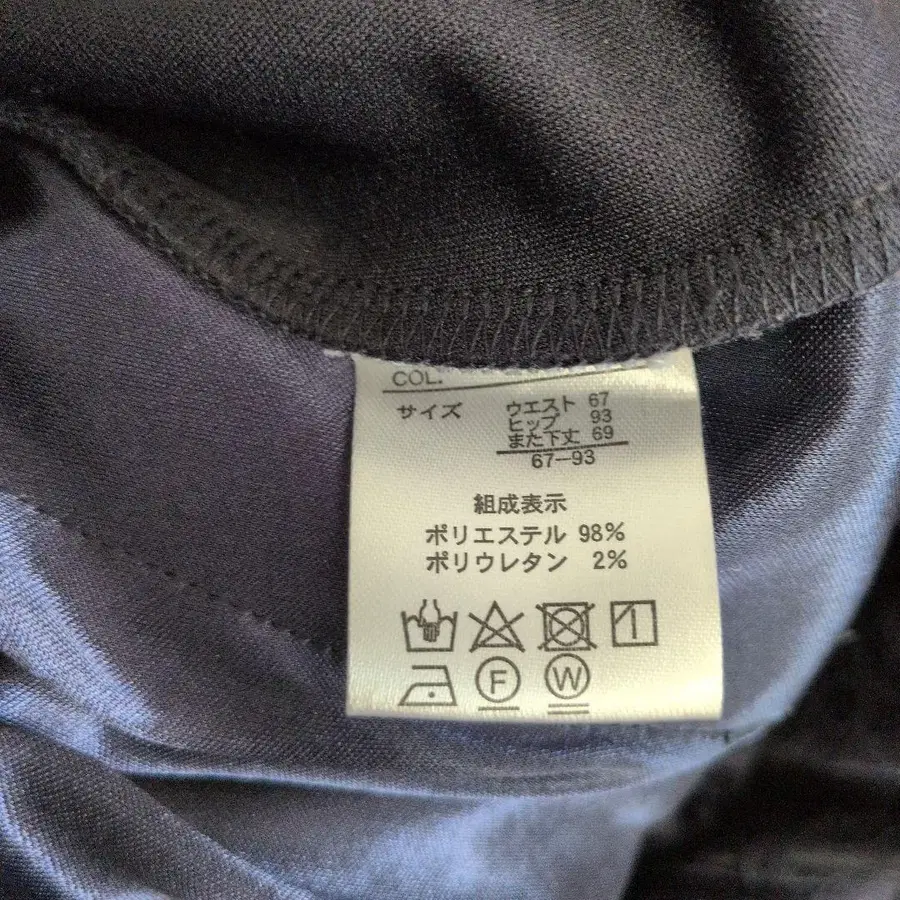 COL.
サイズ ウエスト 67
ヒップ 93
また下丈 69
67-93
組成表示
ポリエステル 98%
ポリウレタン 2%
F W